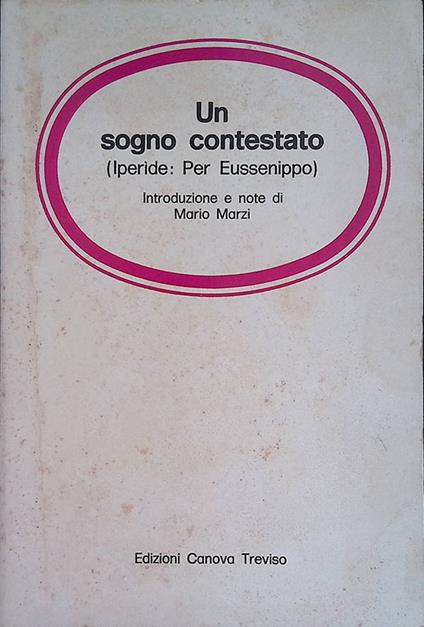 Un
sogno contestato
(Iperide: Per Eussenippo)
Introduzione e note di
Mario Marzi
Edizioni Canova Treviso